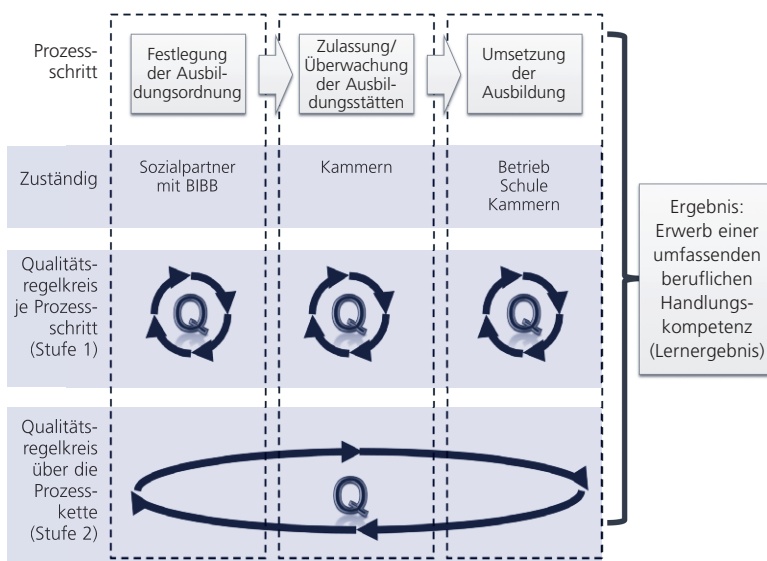 Prozess-
schritt
Festlegung
der Ausbil-
dungsordnung
Zulassung/
Überwachung
der Ausbil-
dungsstätten
Umsetzung
der
Ausbildung
Zuständig
Sozialpartner
mit BIBB
Kammern
Betrieb
Schule
Kammern
Qualitäts-
regelkreis
je Prozess-
schritt
(Stufe 1)
Q
Q
Q
Qualitäts-
regelkreis
über die
Prozess-
kette
(Stufe 2)
Q
Ergebnis:
Erwerb einer
umfassenden
beruflichen
Handlungs-
kompetenz
(Lernergebnis)